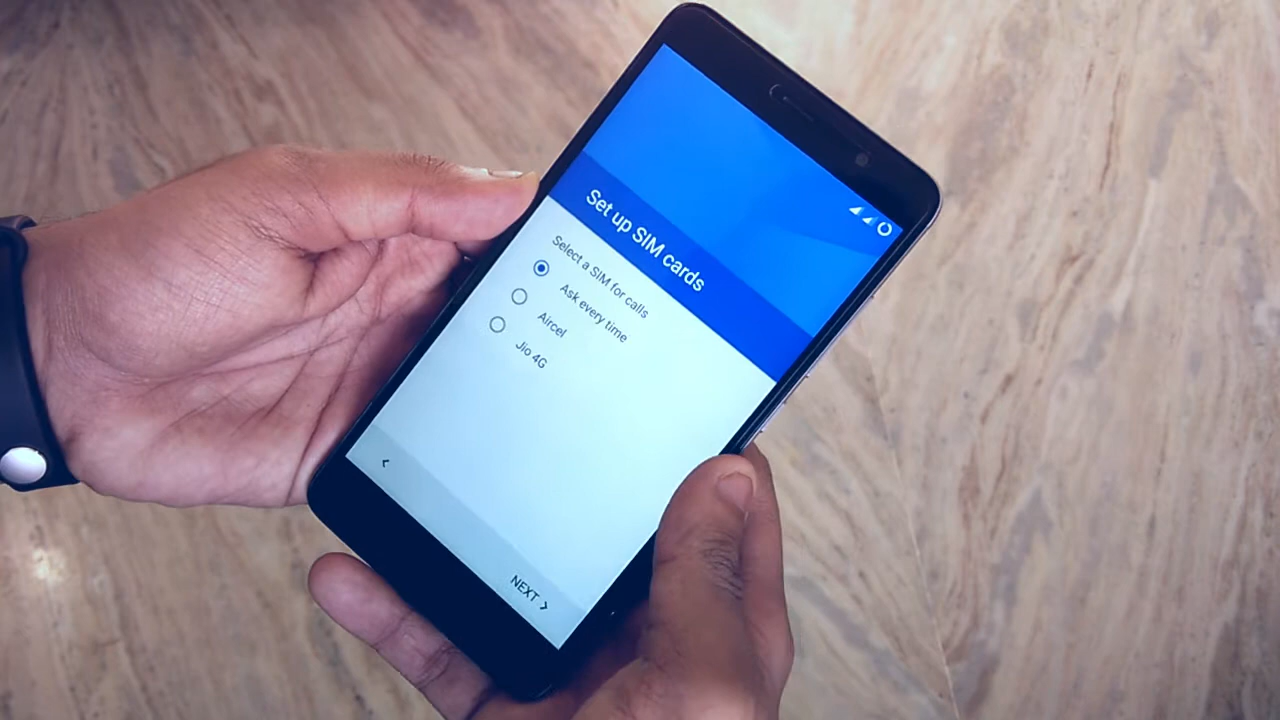 Set up SIM cards
Select a SIM for calls
Ask every time
Aircel
Jio 4G
NEXT